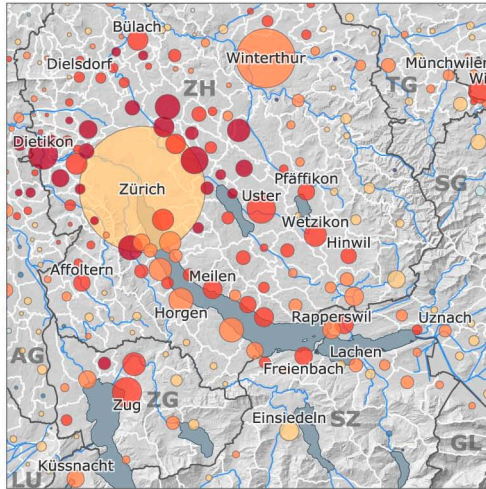 Bülach
Winterthur
Dielsdorf
Münchwilen
Wi
ZH
TG
Dietikon
Zürich
Pfäffikon
SG
Uster
Wetzikon
Hinwil
Affoltern
Meilen
Horgen
Rapperswil
Uznach
AG
Lachen
Freienbach
Zug
ZG
Einsiedeln
SZ
GL
Küssnacht
LU